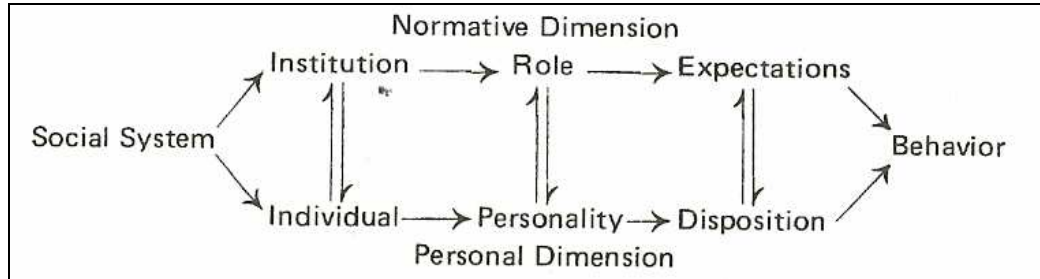 Normative Dimension
Institution Role Expectations
Social System
Behavior
Individual Personality Disposition
Personal Dimension